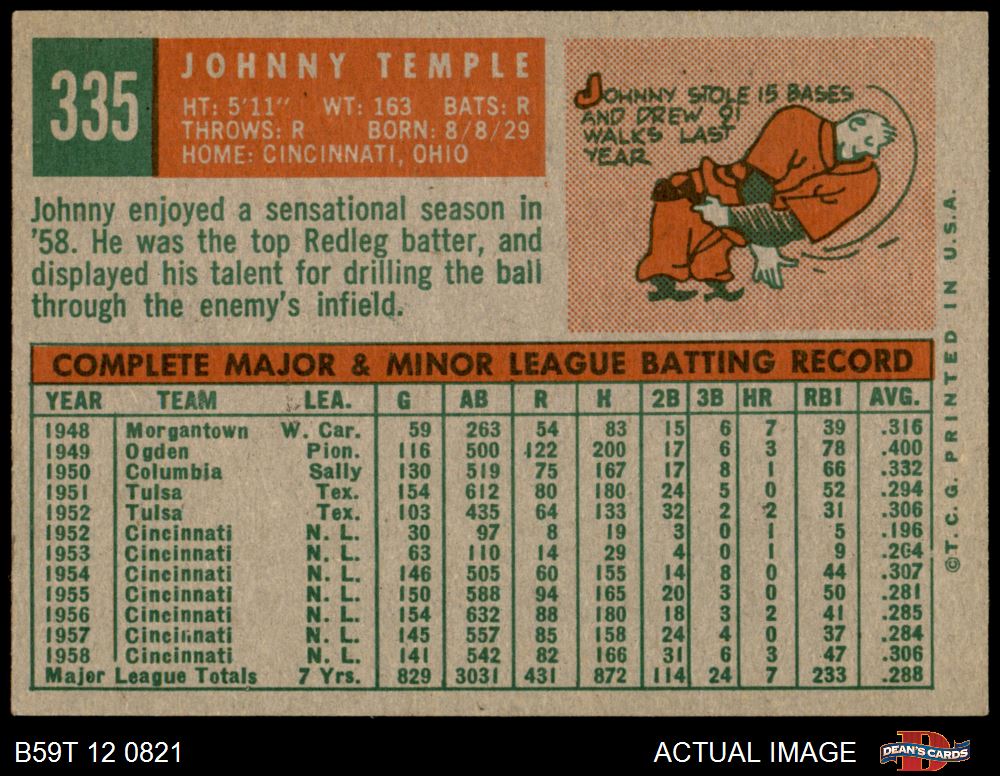 335
JOHNNY TEMPLE
HT: 5'11" WT: 163 BATS: R
THROWS: R BORN: 8/8/29
HOME: CINCINNATI, OHIO
JOHNNY STOLE 15 BASES
AND DREW 91
WALKS LAST
YEAR
Johnny enjoyed a sensational season in
'58. He was the top Redleg batter, and
displayed his talent for drilling the ball
through the enemy's infield.
COMPLETE MAJOR & MINOR LEAGUE BATTING RECORD
YEAR TEAM LEA. G AB R H 2B 3B HR RBI AVG.
1948 Morgantown W. Car. 59 263 54 83 15 6 7 39 .316
1949 Ogden Pion. 116 500 122 200 17 6 3 78 .400
1950 Columbia Sally 130 519 75 167 17 8 1 66 .332
1951 Tulsa Tex. 154 612 80 180 24 5 0 52 .294
1952 Tulsa Tex. 103 435 64 133 32 2 2 31 .306
1952 Cincinnati N. L. 30 97 8 19 3 0 1 5 .196
1953 Cincinnati N. L. 63 110 14 29 4 0 1 9 .264
1954 Cincinnati N. L. 146 505 60 155 14 8 0 44 .307
1955 Cincinnati N. L. 150 588 94 165 20 3 0 50 .281
1956 Cincinnati N. L. 154 632 88 180 18 3 2 41 .285
1957 Cincinnati N. L. 145 557 85 158 24 4 0 37 .284
1958 Cincinnati N. L. 141 542 82 166 31 6 3 47 .306
Major League Totals 7 Yrs. 829 3031 431 872 114 24 7 233 .288
©T. C. G. PRINTED IN U.S.A.
B59T 12 0821
ACTUAL IMAGE
D
DEAN'S CARDS